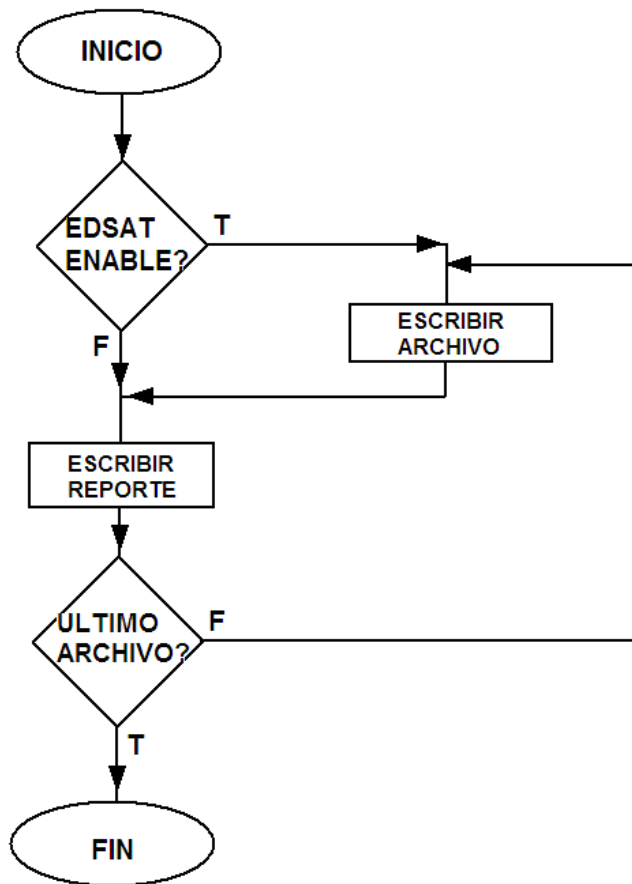 INICIO
EDSAT
ENABLE?
T
F
ESCRIBIR
ARCHIVO
ESCRIBIR
REPORTE
ULTIMO
ARCHIVO?
F
T
FIN